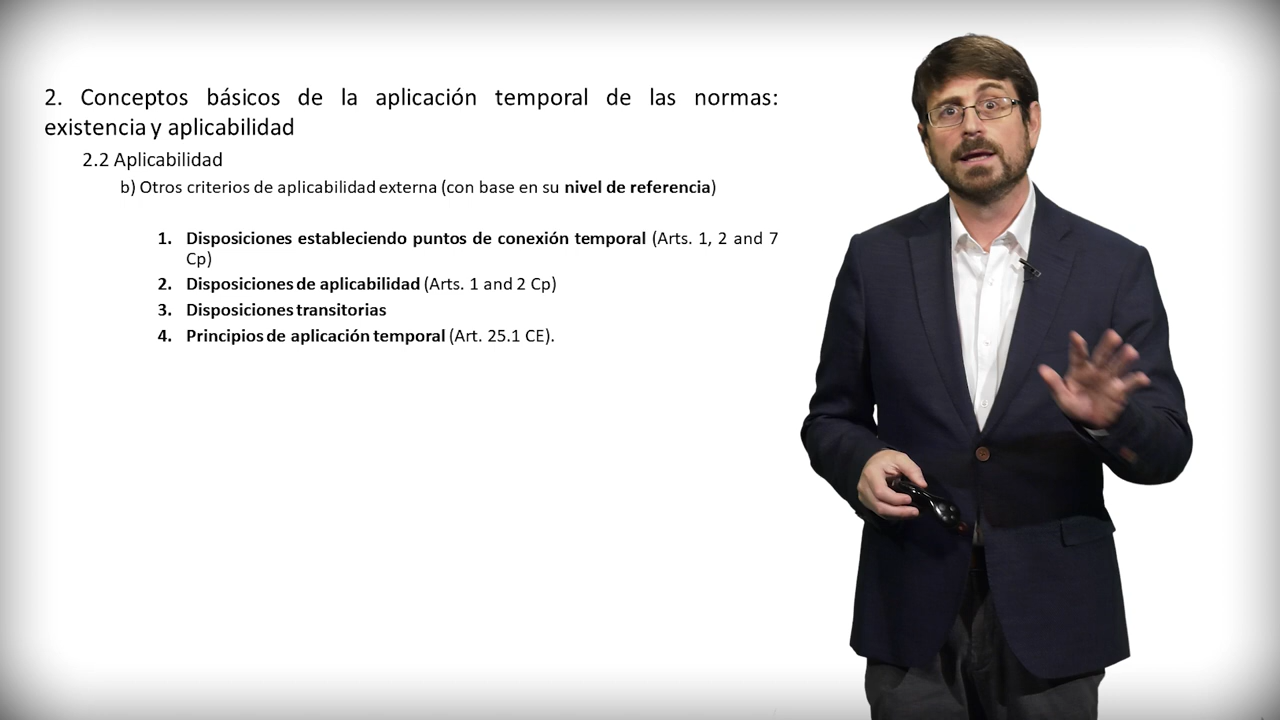 2. Conceptos básicos de la aplicación temporal de las normas:
existencia y aplicabilidad
2.2 Aplicabilidad
b) Otros criterios de aplicabilidad externa (con base en su nivel de referencia)
1. Disposiciones estableciendo puntos de conexión temporal (Arts. 1, 2 and 7
Cp)
2. Disposiciones de aplicabilidad (Arts. 1 and 2 Cp)
3. Disposiciones transitorias
4. Principios de aplicación temporal (Art. 25.1 CE).